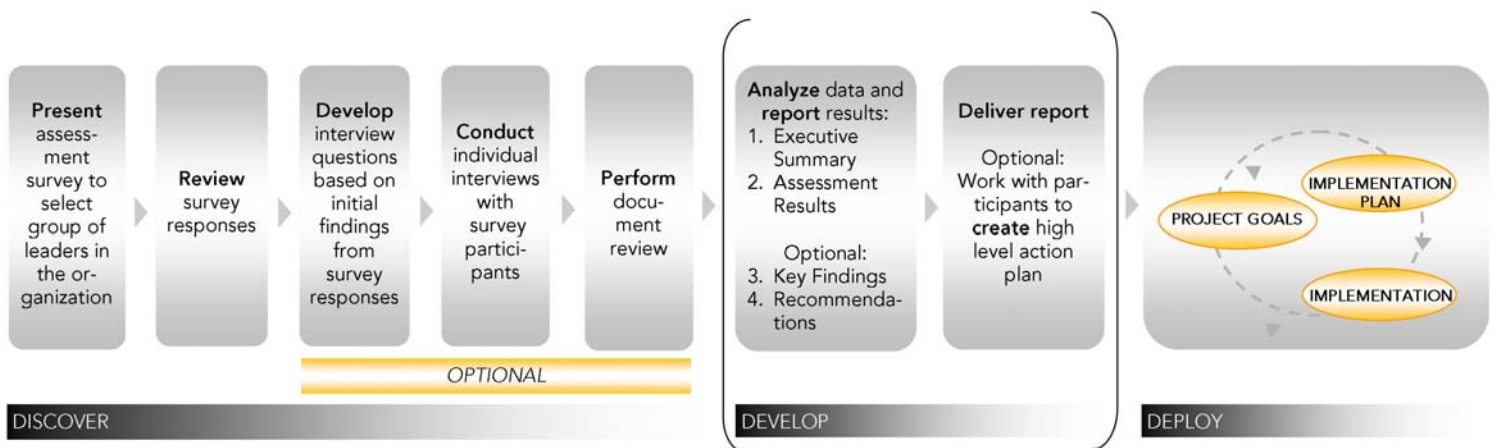 Present
assess-
ment
survey to
select
group of
leaders in
the or-
ganization
Review
survey
responses
Develop
interview
questions
based on
initial
findings
from
survey
responses
Conduct
individual
interviews
with
survey
partici-
pants
Perform
docu-
ment
review
OPTIONAL
DISCOVER
Analyze data and
report results:
1. Executive
Summary
2. Assessment
Results
Optional:
3. Key Findings
4. Recommenda-
tions
Deliver report
Optional:
Work with par-
ticipants to
create high
level action
plan
DEVELOP
PROJECT GOALS
IMPLEMENTATION
PLAN
IMPLEMENTATION
DEPLOY